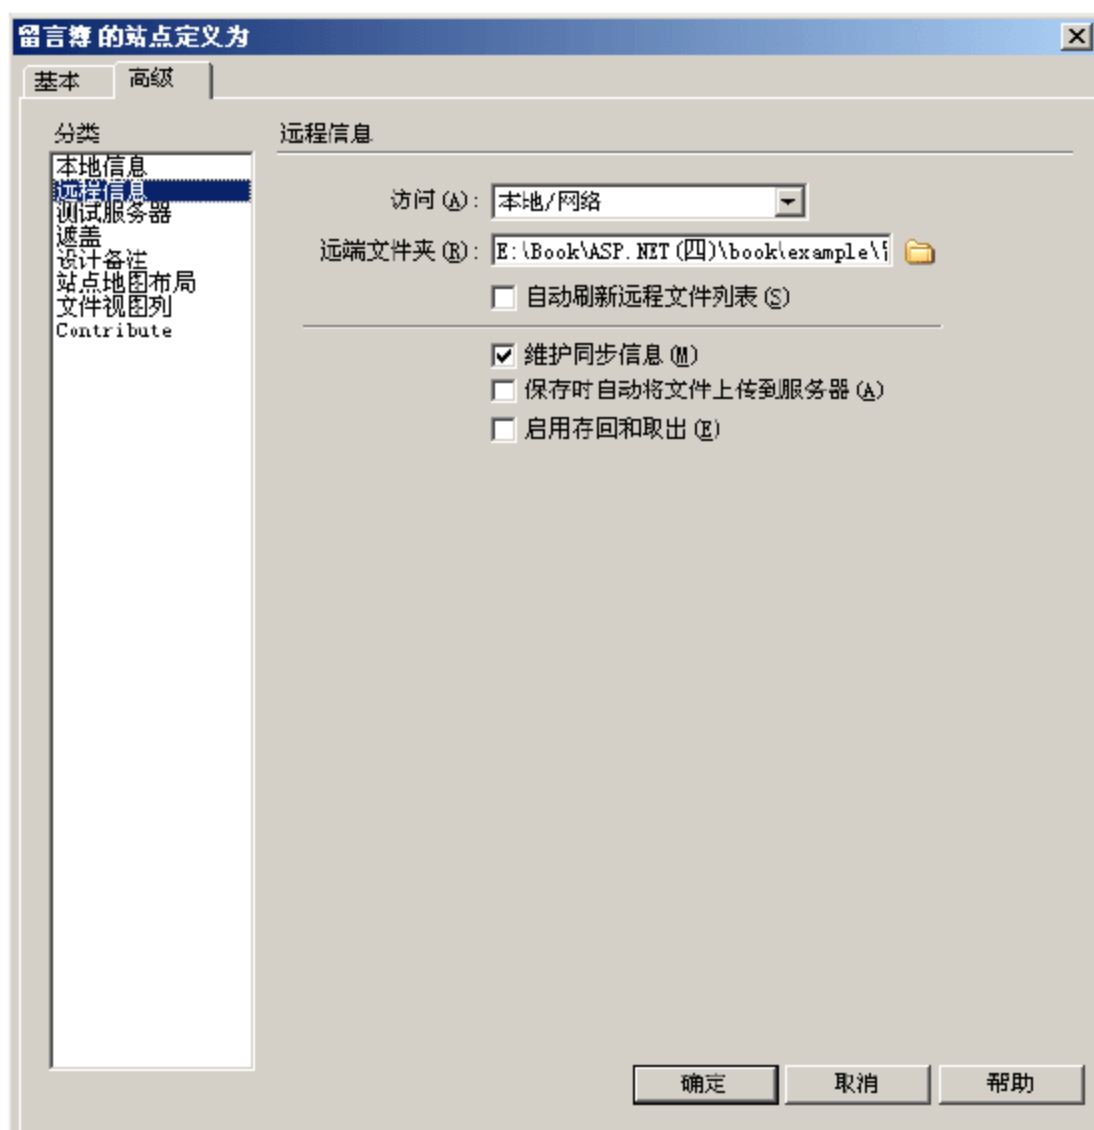 留言簿 的站点定义为
基本 高级
分类
本地信息
远程信息
测试服务器
遮盖
设计备注
站点地图布局
文件视图列
Contribute
远程信息
访问(A): 本地/网络
远端文件夹(R): E:\Book\ASP.NET(四)\book\example\
自动刷新远程文件列表(S)
维护同步信息(M)
保存时自动将文件上传到服务器(A)
启用存回和取出(E)
确定 取消 帮助